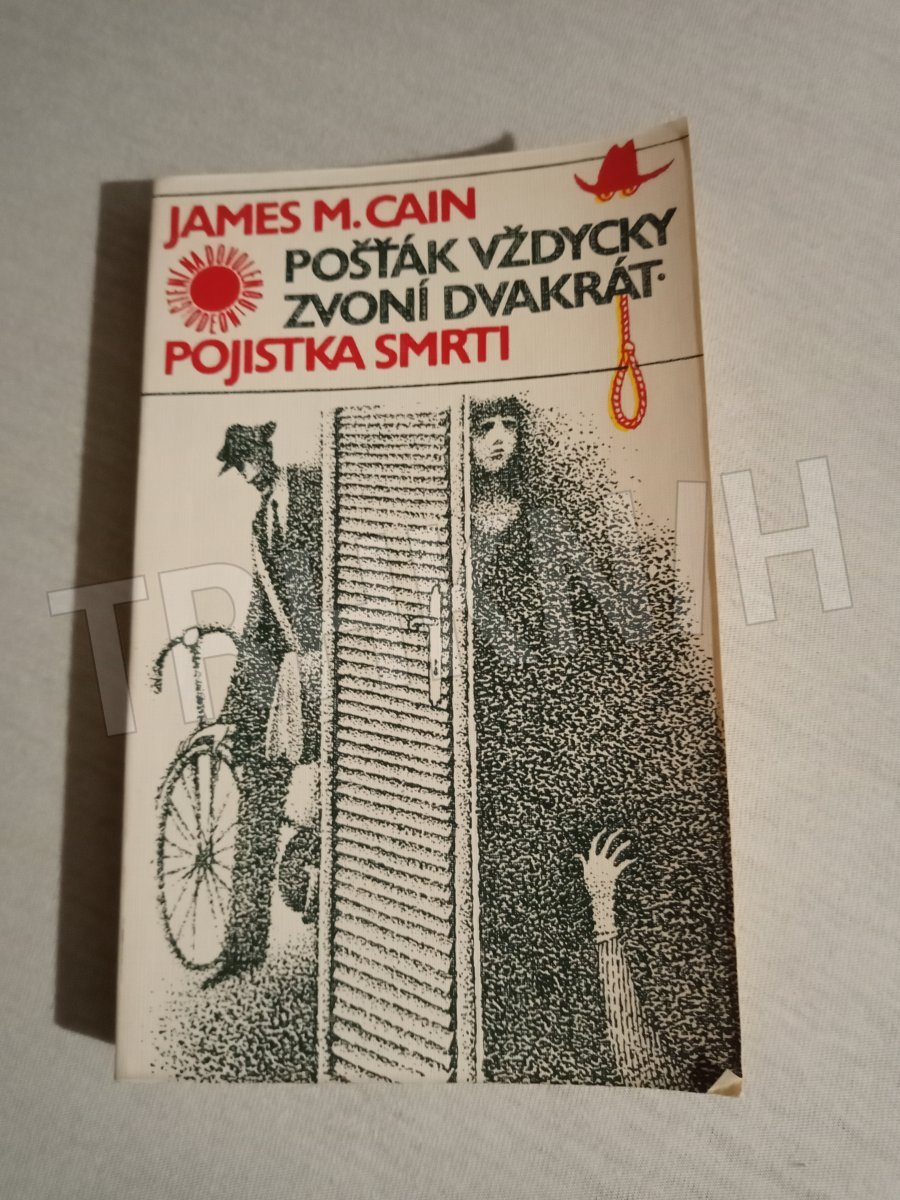 JAMES M. CAIN
POŠŤÁK VŽDYCKY
ZVONÍ DVAKRÁT·
POJISTKA SMRTI
ČTENÍ NA DOVOLENOU
ODEON